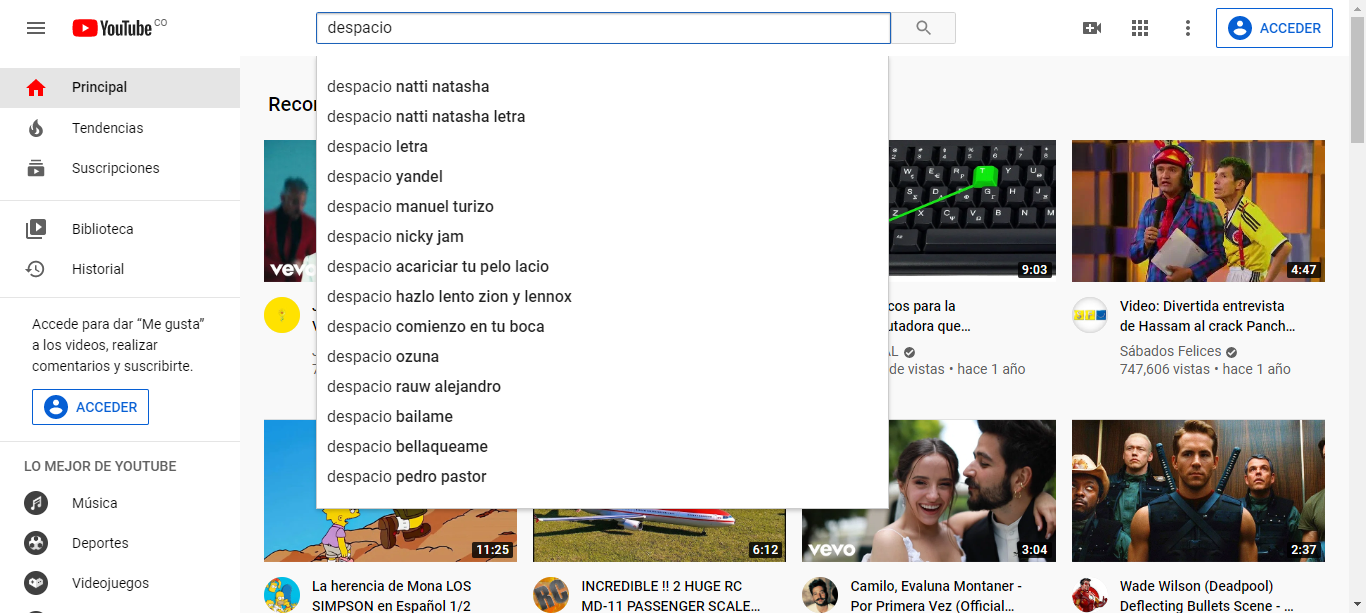 YouTube CO
despacio
ACCEDER
Principal
Tendencias
Suscripciones
Biblioteca
Historial
Accede para dar “Me gusta”
a los videos, realizar
comentarios y suscribirte.
ACCEDER
LO MEJOR DE YOUTUBE
Música
Deportes
Videojuegos
despacio natti natasha
despacio natti natasha letra
despacio letra
despacio yandel
despacio manuel turizo
despacio nicky jam
despacio acariciar tu pelo lacio
despacio hazlo lento zion y lennox
despacio comienzo en tu boca
despacio ozuna
despacio rauw alejandro
despacio bailame
despacio bellaqueame
despacio pedro pastor
vevo
9:03
4:47
Video: Divertida entrevista
de Hassam al crack Panch...
Sábados Felices
747,606 vistas • hace 1 año
para la
que...
de vistas • hace 1 año
11:25
6:12
vevo
3:04
2:37
La herencia de Mona LOS
SIMPSON en Español 1/2
RC
INCREDIBLE !! 2 HUGE RC
MD-11 PASSENGER SCALE...
Camilo, Evaluna Montaner -
Por Primera Vez (Official...
Wade Wilson (Deadpool)
Deflecting Bullets Scene - ...